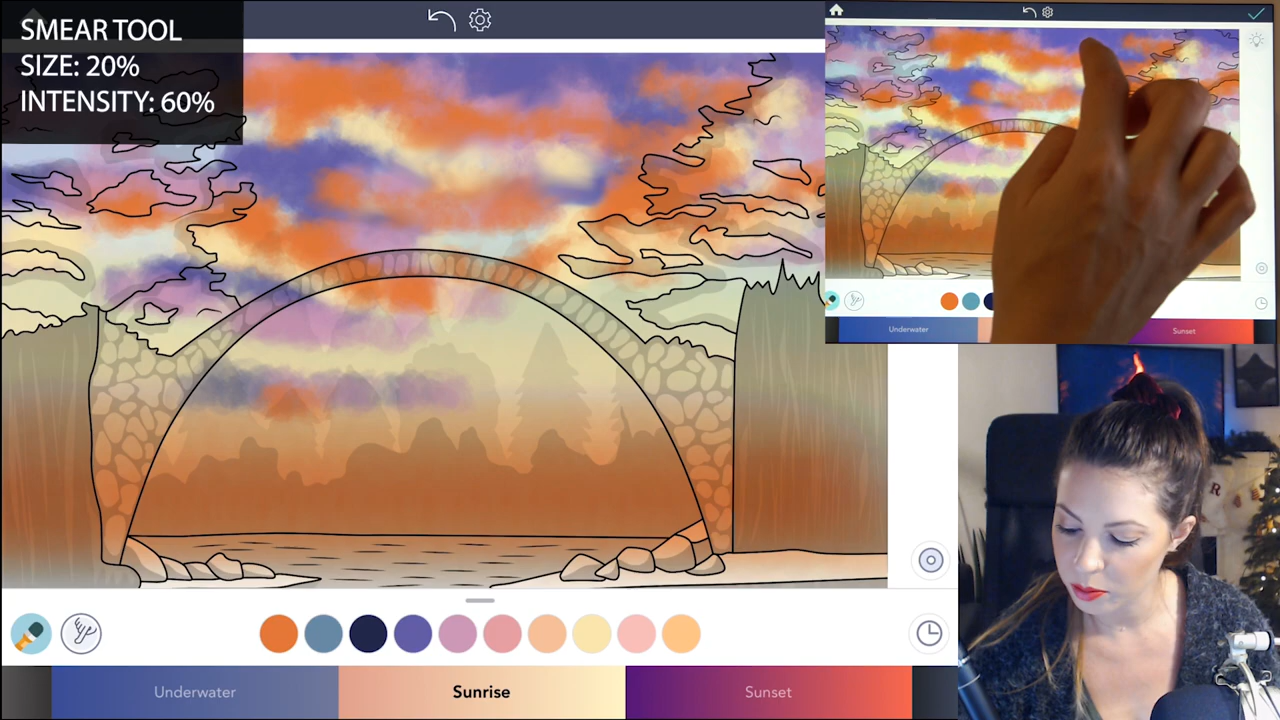 SMEAR TOOL
SIZE: 20%
INTENSITY: 60%
Underwater
Sunset
Underwater
Sunrise
Sunset
R